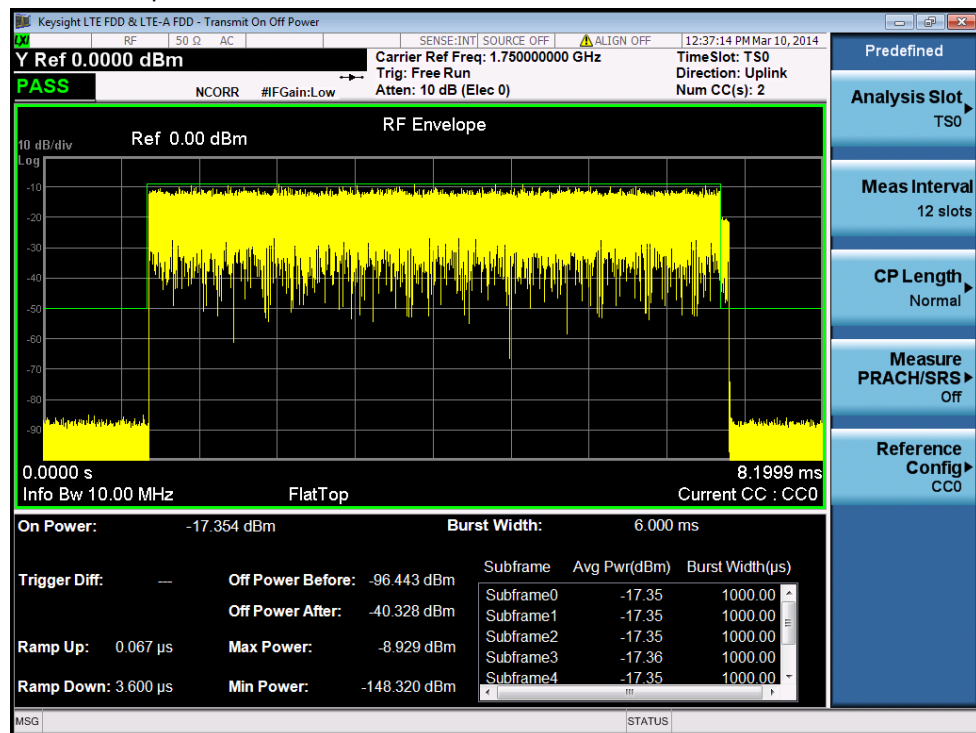 Keysight LTE FDD & LTE-A FDD - Transmit On Off Power
LXI RF 50 Ω AC SENSE:INT SOURCE OFF ALIGN OFF 12:37:14 PM Mar 10, 2014
Y Ref 0.0000 dBm
Carrier Ref Freq: 1.750000000 GHz
TimeSlot: TS0
Trig: Free Run
Direction: Uplink
PASS
NCORR #IFGain:Low
Atten: 10 dB (Elec 0)
Num CC(s): 2
RF Envelope
10 dB/div
Ref 0.00 dBm
Log
-10
-20
-30
-40
-50
-60
-70
-80
-90
0.0000 s
8.1999 ms
Info Bw 10.00 MHz
FlatTop
Current CC : CC0
On Power: -17.354 dBm
Burst Width: 6.000 ms
Trigger Diff: ---
Off Power Before: -96.443 dBm
Off Power After: -40.328 dBm
Ramp Up: 0.067 µs
Max Power: -8.929 dBm
Ramp Down: 3.600 µs
Min Power: -148.320 dBm
Subframe Avg Pwr(dBm) Burst Width(µs)
Subframe0 -17.35 1000.00
Subframe1 -17.35 1000.00
Subframe2 -17.35 1000.00
Subframe3 -17.36 1000.00
Subframe4 -17.35 1000.00
MSG
STATUS
Predefined
Analysis Slot
TS0
Meas Interval
12 slots
CP Length
Normal
Measure
PRACH/SRS
Off
Reference
Config
CC0